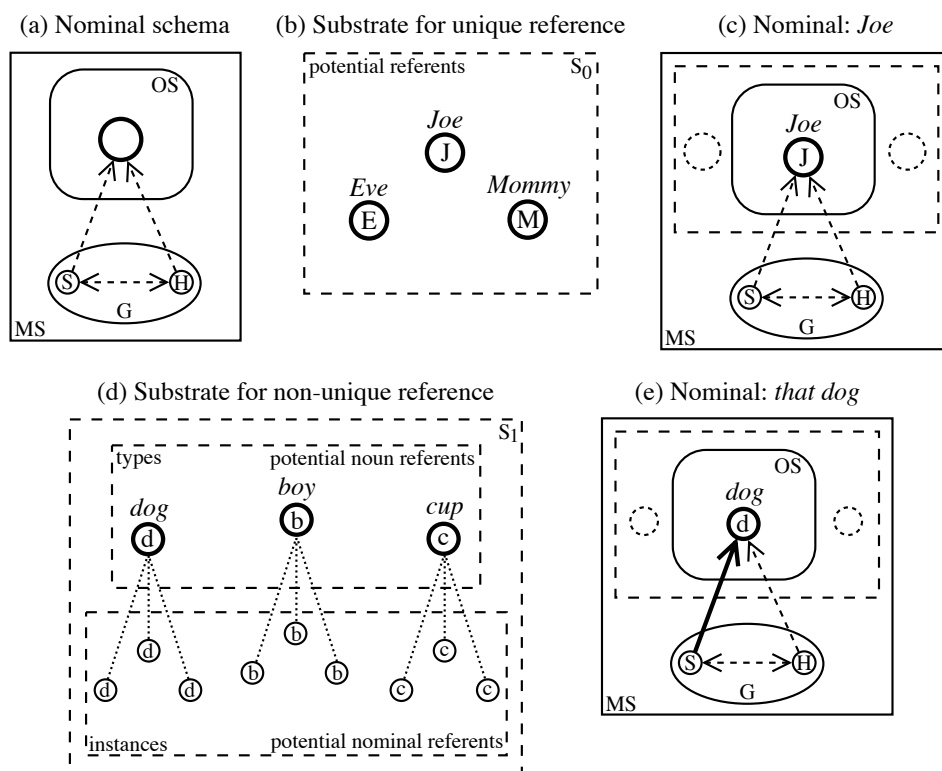 (a) Nominal schema
OS
S
H
G
MS
(b) Substrate for unique reference
potential referents
S₀
Joe
J
Eve
E
Mommy
M
(c) Nominal: Joe
OS
Joe
J
S
H
G
MS
(d) Substrate for non-unique reference
S₁
types
potential noun referents
dog
boy
cup
d
b
c
d
b
c
d
d
b
b
c
c
instances
potential nominal referents
(e) Nominal: that dog
OS
dog
d
S
H
G
MS